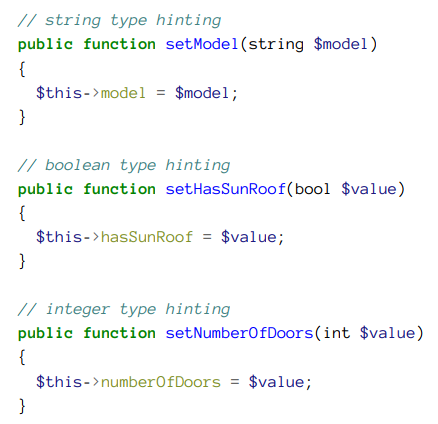 // string type hinting
public function setModel(string $model)
{
  $this->model = $model;
}

// boolean type hinting
public function setHasSunRoof(bool $value)
{
  $this->hasSunRoof = $value;
}

// integer type hinting
public function setNumberOfDoors(int $value)
{
  $this->numberOfDoors = $value;
}